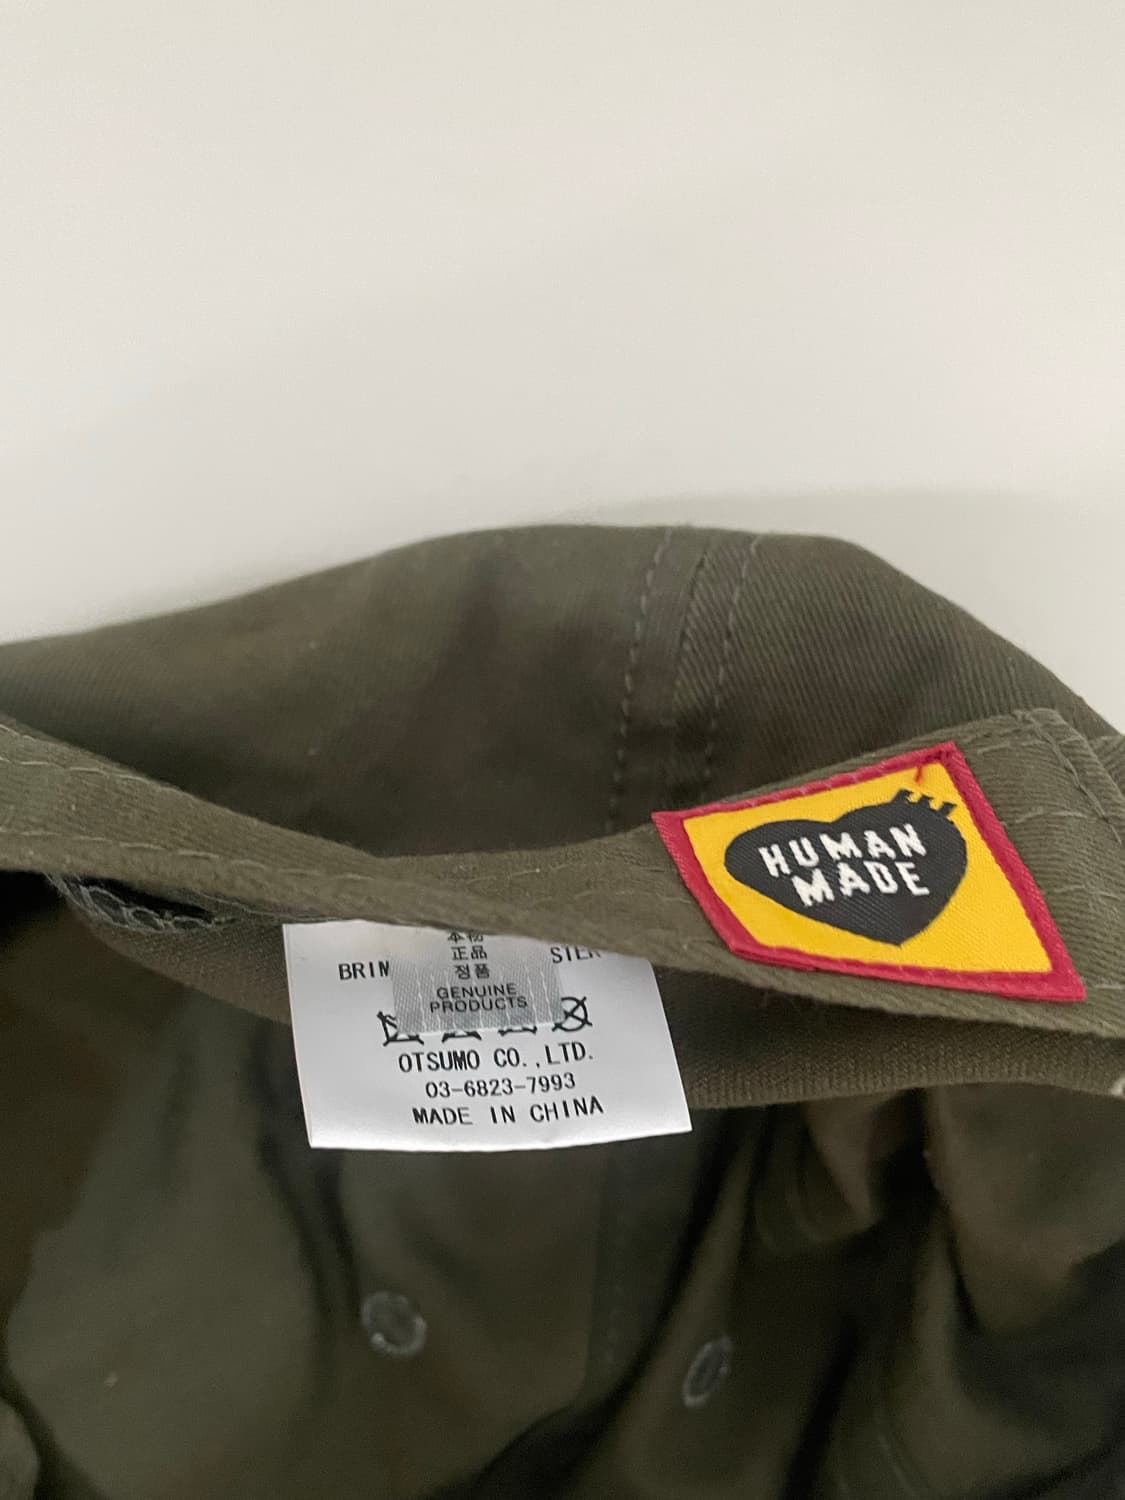 HUMAN
MADE
本物
正品
정품
GENUINE
PRODUCTS
BRIM
OTSUMO CO.,LTD.
03-6823-7993
MADE IN CHINA